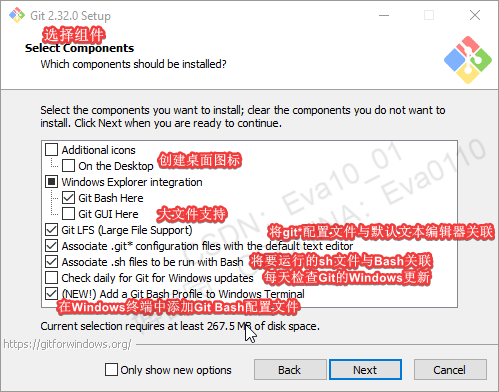 Git 2.32.0 Setup
选择组件
Select Components
Which components should be installed?
Select the components you want to install; clear the components you do not want to
install. Click Next when you are ready to continue.
Additional icons
创建桌面图标
On the Desktop
Windows Explorer integration
Git Bash Here
Git GUI Here
大文件支持
Git LFS (Large File Support)
将git*配置文件与默认文本编辑器关联
Associate .git* configuration files with the default text editor
Associate .sh files to be run with Bash
将要运行的sh文件与Bash关联
Check daily for Git for Windows updates
每天检查Git的Windows更新
(NEW!) Add a Git Bash Profile to Windows Terminal
在Windows终端中添加Git Bash配置文件
Current selection requires at least 267.5 MB of disk space.
https://gitforwindows.org/
Only show new options
Back
Next
Cancel
CSDN: Eva10_01
CNA: Eva0110